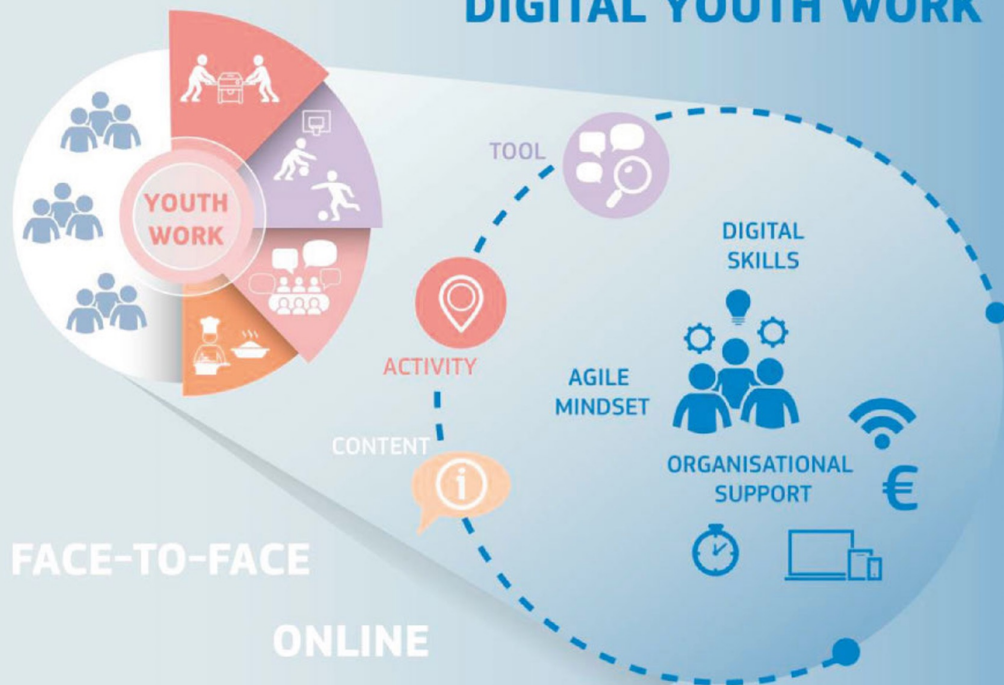 DIGITAL YOUTH WORK
YOUTH
WORK
TOOL
DIGITAL
SKILLS
ACTIVITY
AGILE
MINDSET
CONTENT
i
ORGANISATIONAL
SUPPORT
€
FACE-TO-FACE
ONLINE